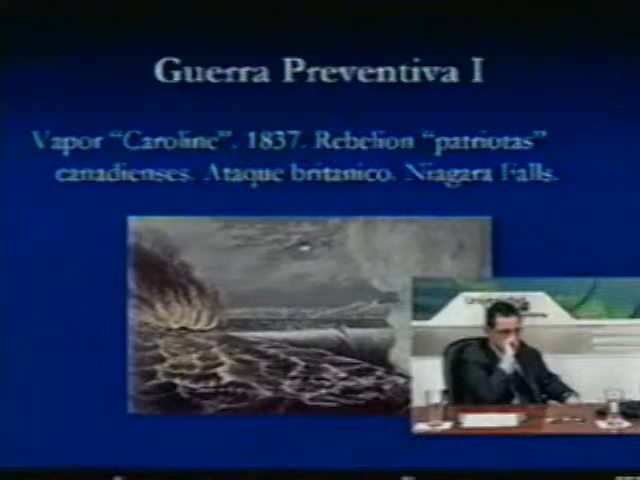 Guerra Preventiva I
Vapor "Caroline". 1837. Rebelion "patriotas"
canadienses. Ataque britanico. Niagara Falls.